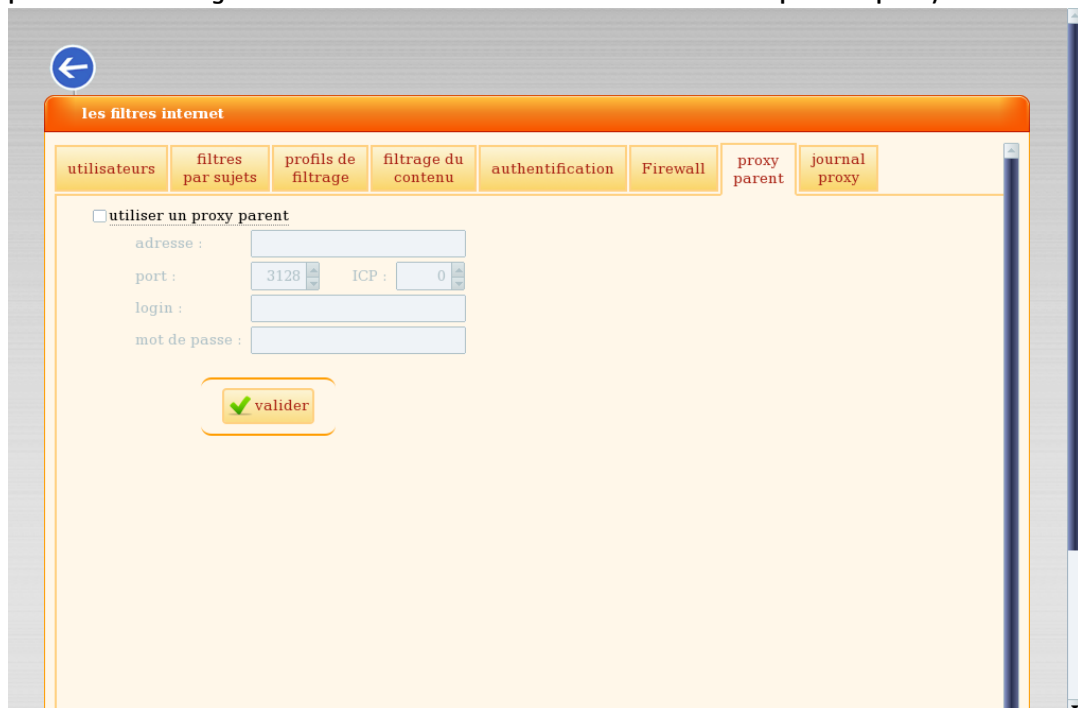 les filtres internet
utilisateurs
filtres
par sujets
profils de
filtrage
filtrage du
contenu
authentification
Firewall
proxy
parent
journal
proxy
utiliser un proxy parent
adresse :
port : 3128 ICP : 0
login :
mot de passe :
valider